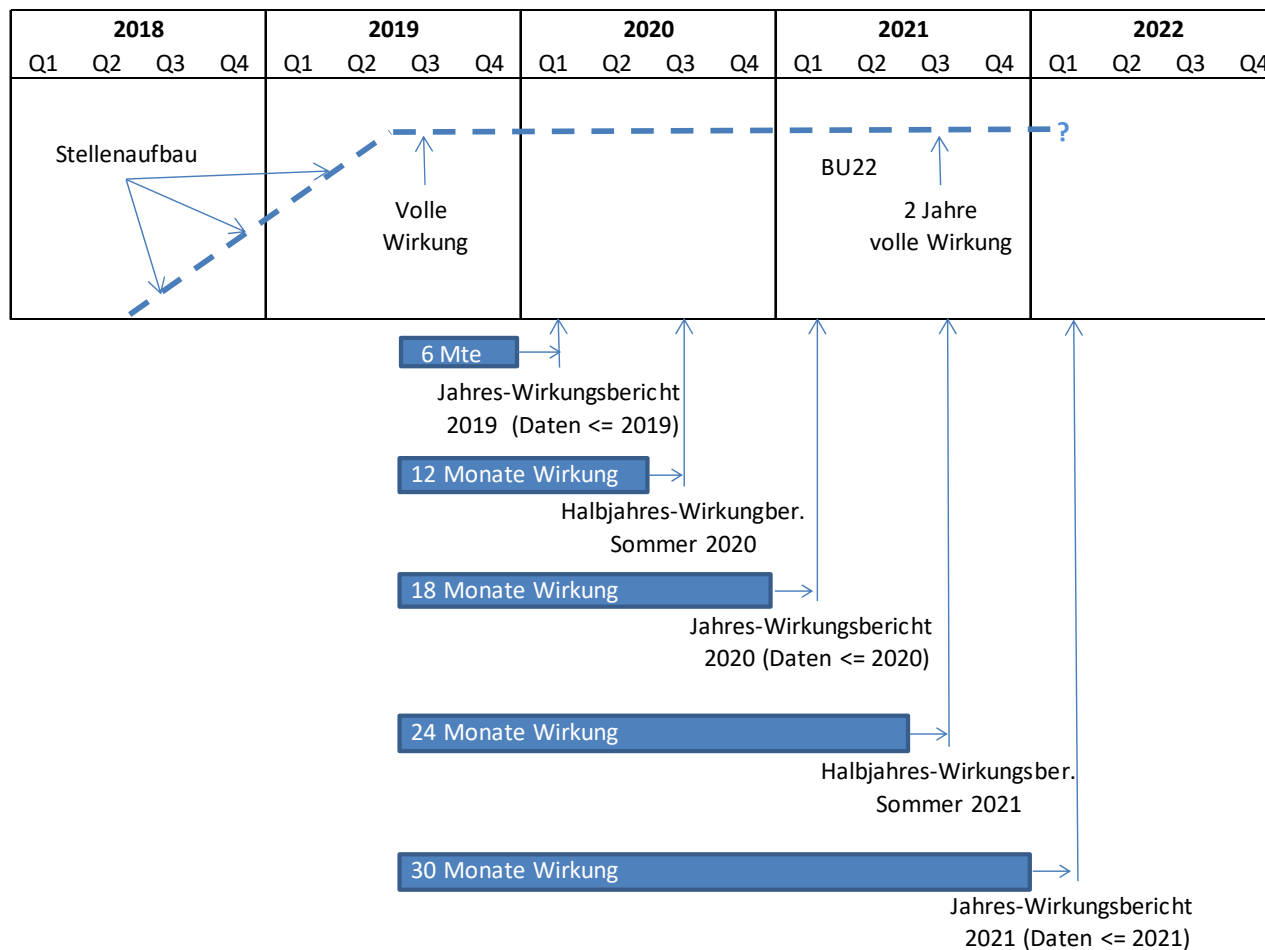 2018 2019 2020 2021 2022
Q1 Q2 Q3 Q4 Q1 Q2 Q3 Q4 Q1 Q2 Q3 Q4 Q1 Q2 Q3 Q4 Q1 Q2 Q3 Q4
?
Stellenaufbau
BU22
Volle
Wirkung
2 Jahre
volle Wirkung
6 Mte
Jahres-Wirkungsbericht
2019 (Daten <= 2019)
12 Monate Wirkung
Halbjahres-Wirkungber.
Sommer 2020
18 Monate Wirkung
Jahres-Wirkungsbericht
2020 (Daten <= 2020)
24 Monate Wirkung
Halbjahres-Wirkungsber.
Sommer 2021
30 Monate Wirkung
Jahres-Wirkungsbericht
2021 (Daten <= 2021)